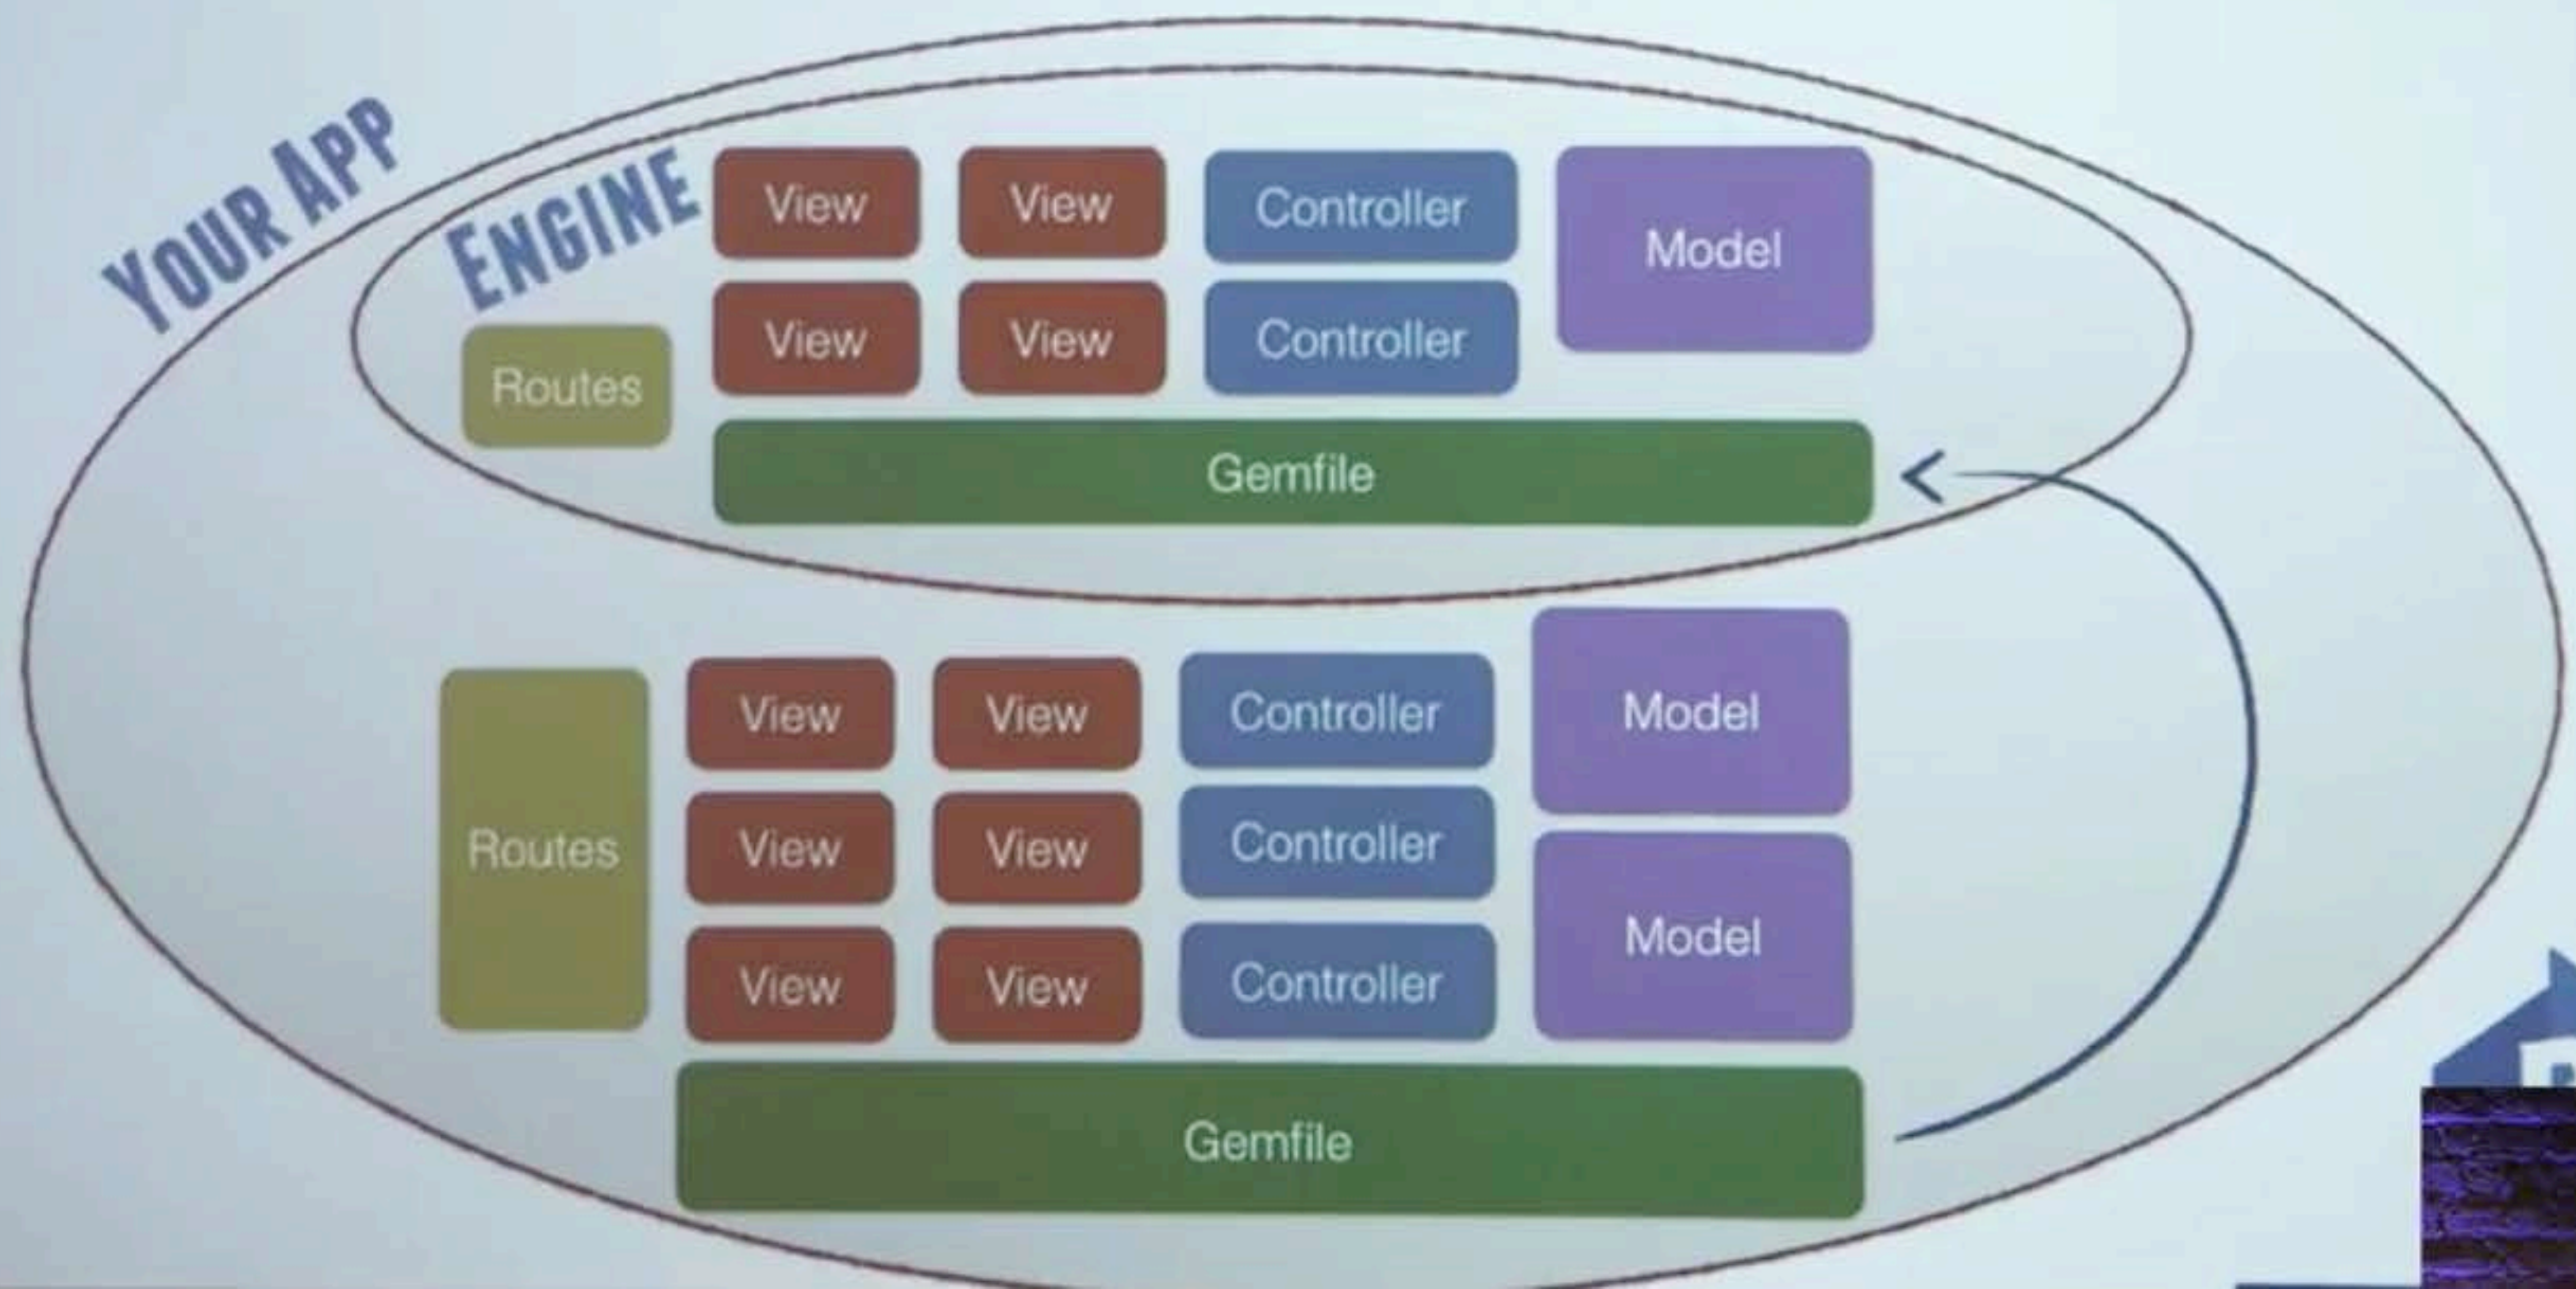 YOUR APP
ENGINE
View View Controller Model
View View Controller
Routes
Gemfile
View View Controller Model
Routes View View Controller
View View Controller Model
Gemfile